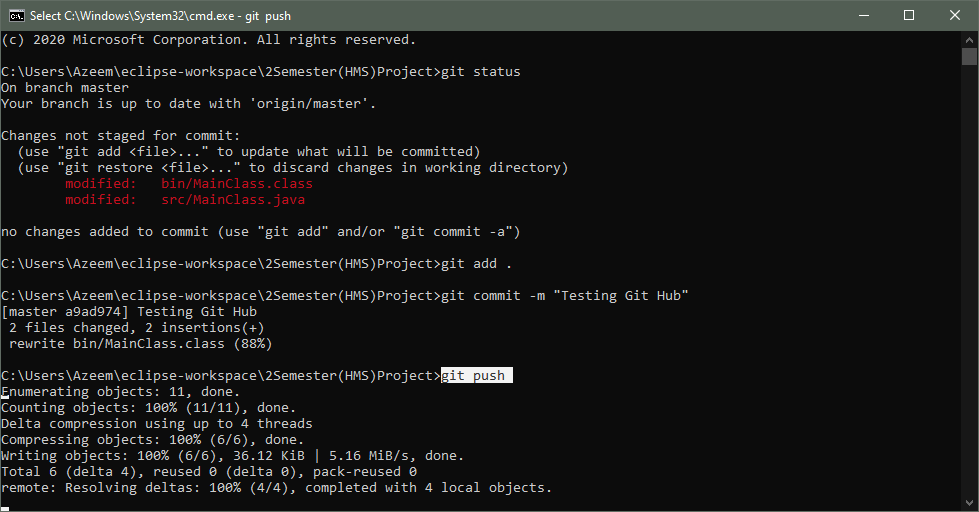 Select C:\Windows\System32\cmd.exe - git push
(c) 2020 Microsoft Corporation. All rights reserved.
C:\Users\Azeem\eclipse-workspace\2Semester(HMS)Project>git status
On branch master
Your branch is up to date with 'origin/master'.
Changes not staged for commit:
  (use "git add <file>..." to update what will be committed)
  (use "git restore <file>..." to discard changes in working directory)
        modified:   bin/MainClass.class
        modified:   src/MainClass.java
no changes added to commit (use "git add" and/or "git commit -a")
C:\Users\Azeem\eclipse-workspace\2Semester(HMS)Project>git add .
C:\Users\Azeem\eclipse-workspace\2Semester(HMS)Project>git commit -m "Testing Git Hub"
[master a9ad974] Testing Git Hub
 2 files changed, 2 insertions(+)
 rewrite bin/MainClass.class (88%)
C:\Users\Azeem\eclipse-workspace\2Semester(HMS)Project>git push
Enumerating objects: 11, done.
Counting objects: 100% (11/11), done.
Delta compression using up to 4 threads
Compressing objects: 100% (6/6), done.
Writing objects: 100% (6/6), 36.12 KiB | 5.16 MiB/s, done.
Total 6 (delta 4), reused 0 (delta 0), pack-reused 0
remote: Resolving deltas: 100% (4/4), completed with 4 local objects.